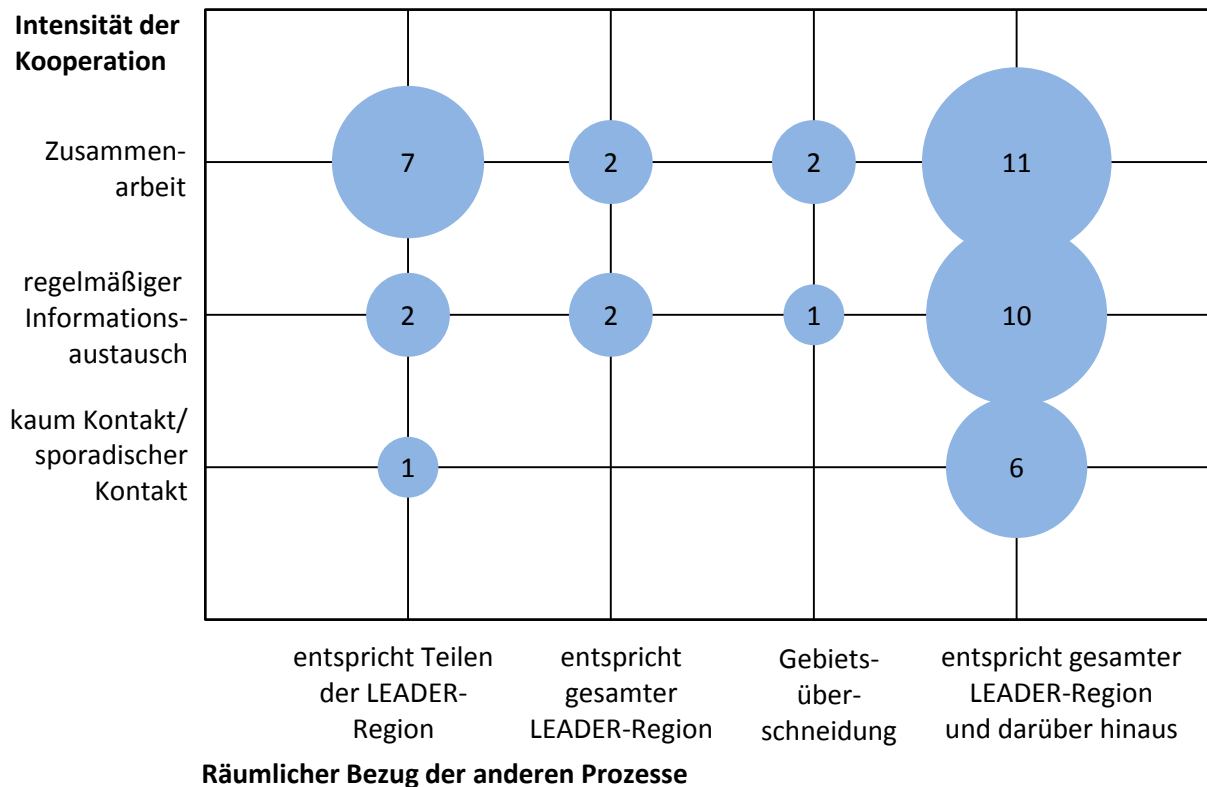 Intensität der
Kooperation
Zusammen-
arbeit
7
2
2
11
regelmäßiger
Informations-
austausch
2
2
1
10
kaum Kontakt/
sporadischer
Kontakt
1
6
entspricht Teilen
der LEADER-
Region
entspricht
gesamter
LEADER-Region
Gebiets-
über-
schneidung
entspricht gesamter
LEADER-Region
und darüber hinaus
Räumlicher Bezug der anderen Prozesse